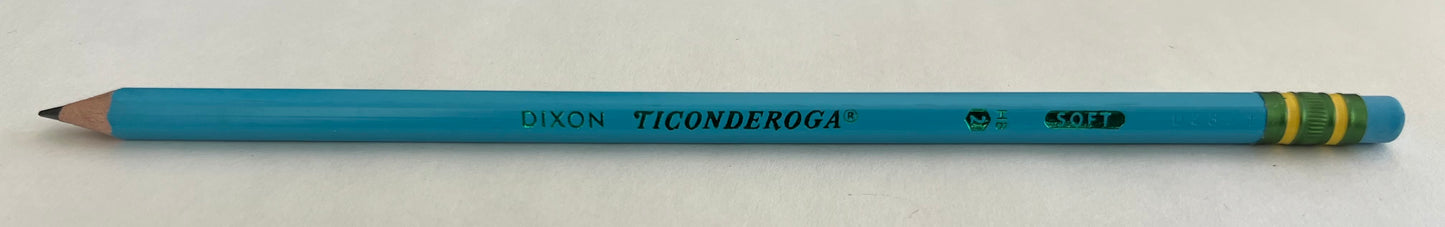 DIXON TICONDEROGA® 2 HB SOFT